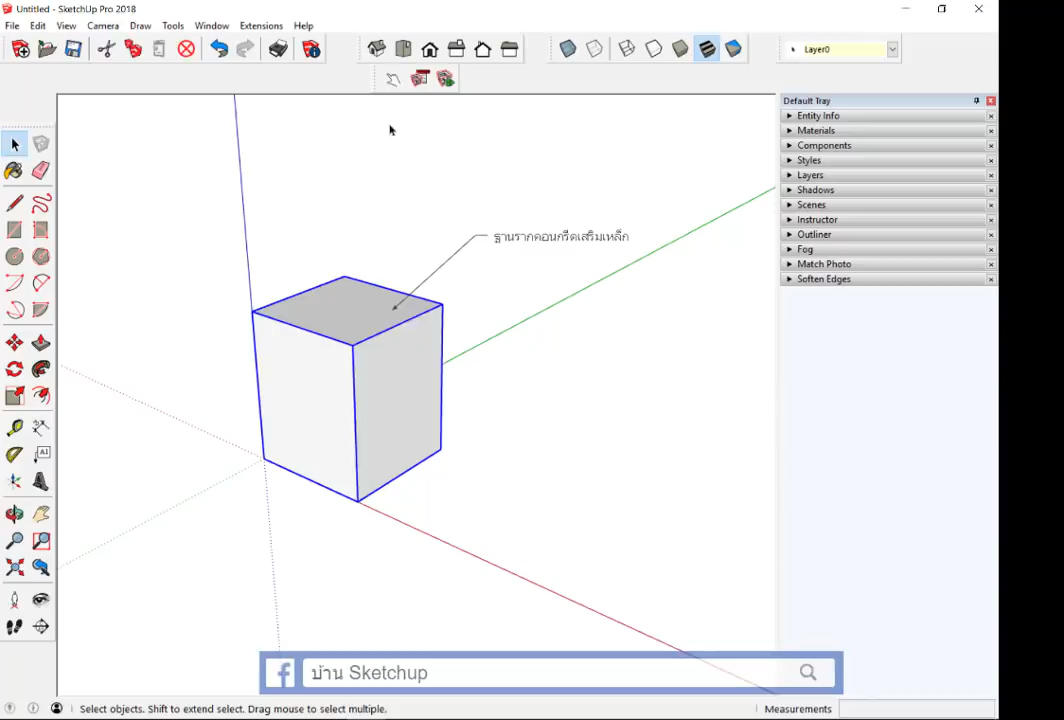 Untitled - SketchUp Pro 2018
File Edit View Camera Draw Tools Window Extensions Help
Layer0
Default Tray
Entity Info
Materials
Components
Styles
Layers
Shadows
Scenes
Instructor
Outliner
Fog
Match Photo
Soften Edges
ฐานรากคอนกรีตเสริมเหล็ก
AI
f บ้าน Sketchup
Select objects. Shift to extend select. Drag mouse to select multiple.
Measurements